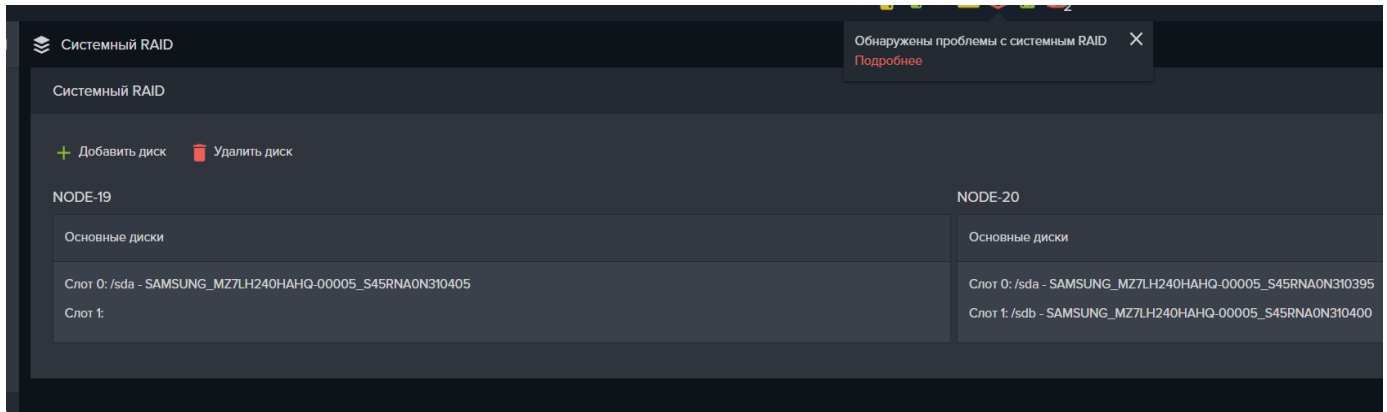 2
Системный RAID
Обнаружены проблемы с системным RAID
Подробнее
Системный RAID
Добавить диск
Удалить диск
NODE-19
NODE-20
Основные диски
Основные диски
Слот 0: /sda - SAMSUNG_MZ7LH240HAHQ-00005_S45RNA0N310405
Слот 0: /sda - SAMSUNG_MZ7LH240HAHQ-00005_S45RNA0N310395
Слот 1:
Слот 1: /sdb - SAMSUNG_MZ7LH240HAHQ-00005_S45RNA0N310400